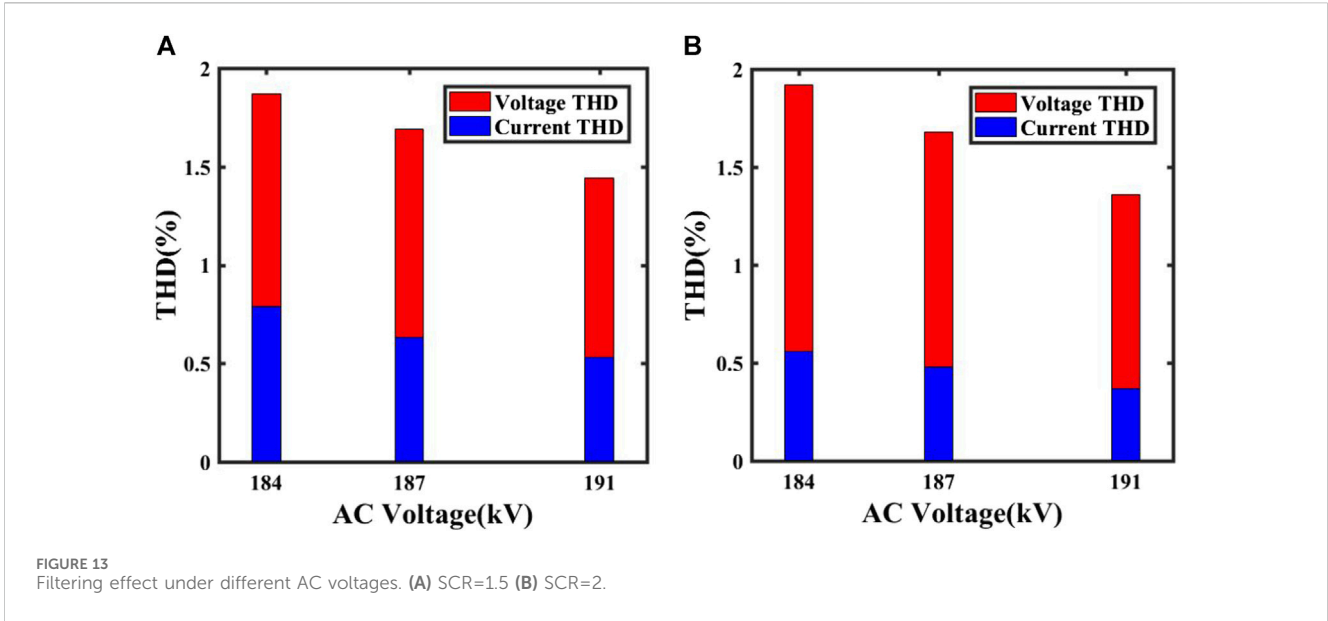 A
2
1.5
1
0.5
0
THD(%)
Voltage THD
Current THD
184
187
191
AC Voltage(kV)
B
2
1.5
1
0.5
0
THD(%)
Voltage THD
Current THD
184
187
191
AC Voltage(kV)
FIGURE 13
Filtering effect under different AC voltages. (A) SCR=1.5 (B) SCR=2.